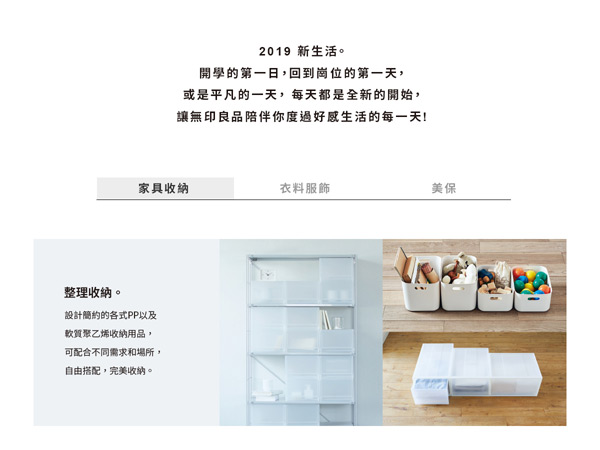 2019 新生活。
開學的第一日，回到崗位的第一天，
或是平凡的一天， 每天都是全新的開始，
讓無印良品陪伴你度過好感生活的每一天！
家具收納 衣料服飾 美保
整理收納。
設計簡約的各式PP以及
軟質聚乙烯收納用品，
可配合不同需求和場所，
自由搭配，完美收納。